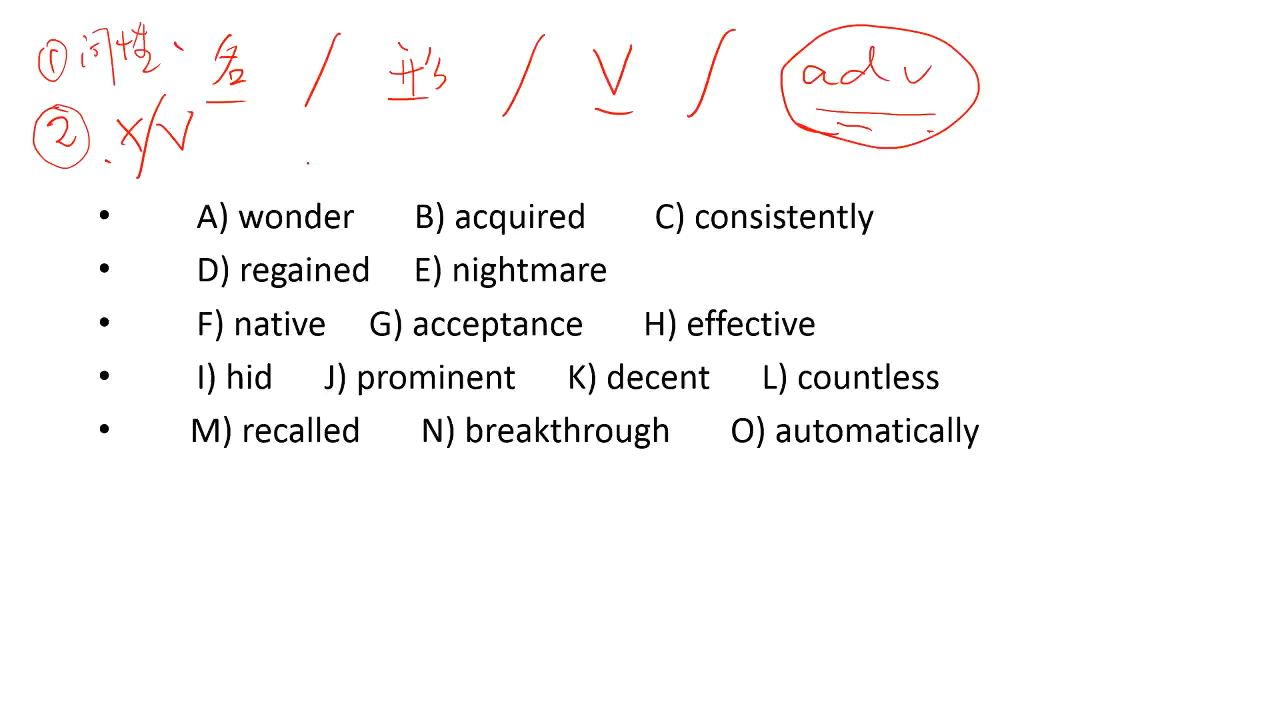 ①词性、名 / 形 / V / adv
②.X/V
• A) wonder B) acquired C) consistently
• D) regained E) nightmare
• F) native G) acceptance H) effective
• I) hid J) prominent K) decent L) countless
• M) recalled N) breakthrough O) automatically